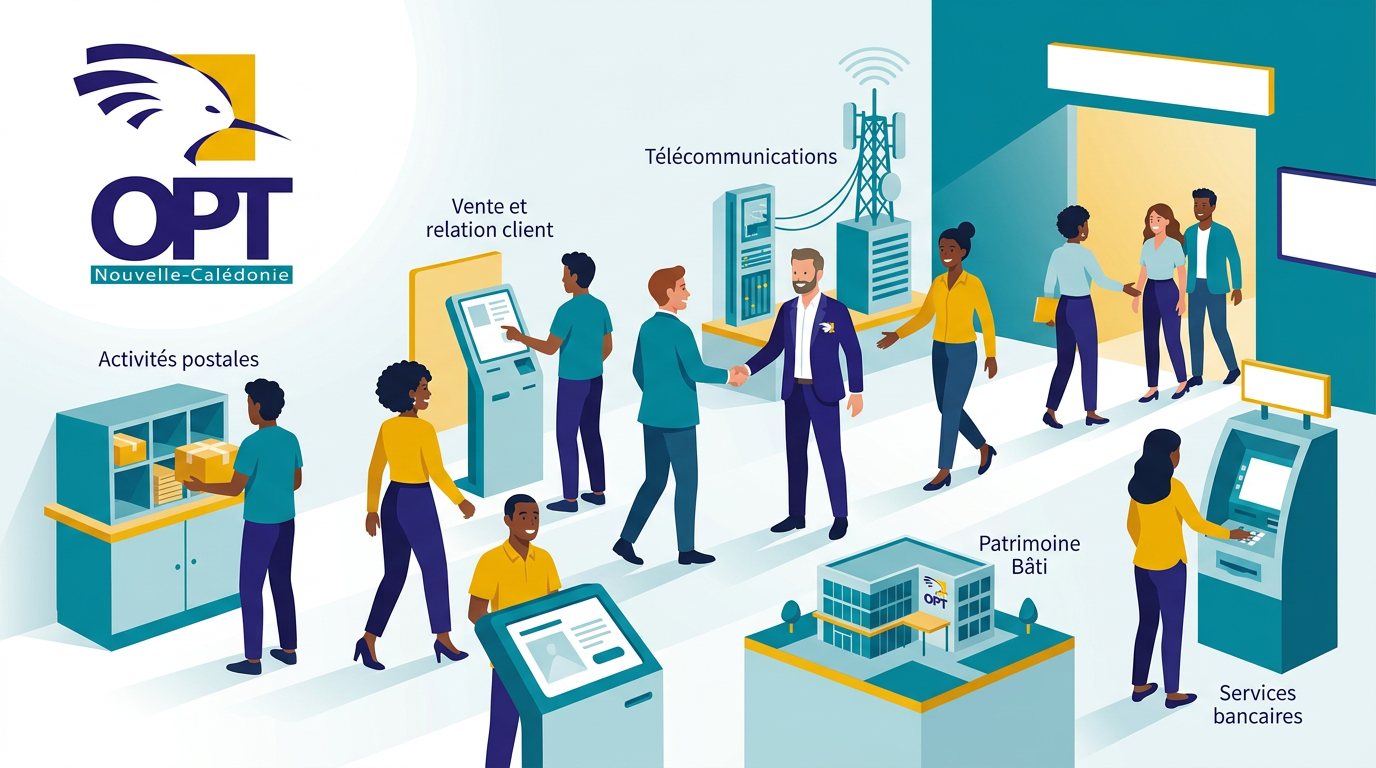 OPT
Nouvelle-Calédonie
Télécommunications
Vente et
relation client
Activités postales
Patrimoine
Bâti
OPT
Services
bancaires